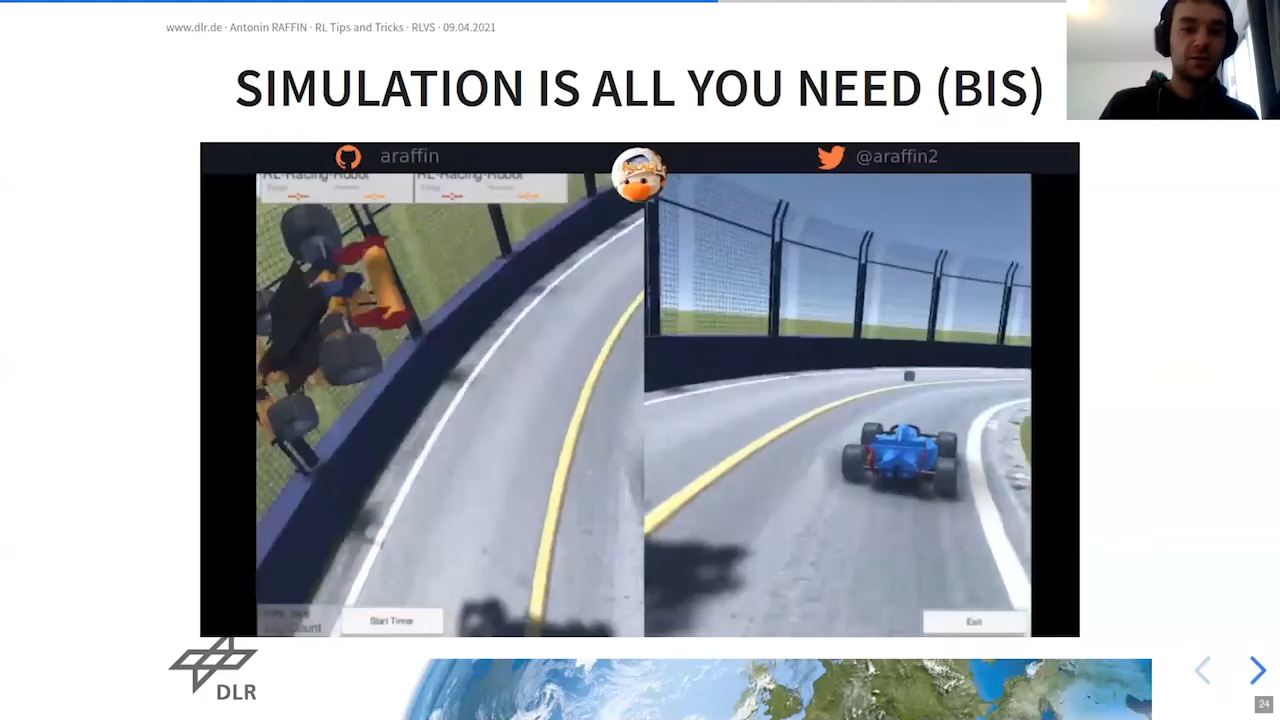 www.dlr.de · Antonin RAFFIN · RL Tips and Tricks · RLVS · 09.04.2021
SIMULATION IS ALL YOU NEED (BIS)
araffin
@araffin2
RL-Racing-Robot RL-Racing-Robot
Start Timer
Exit
DLR
24